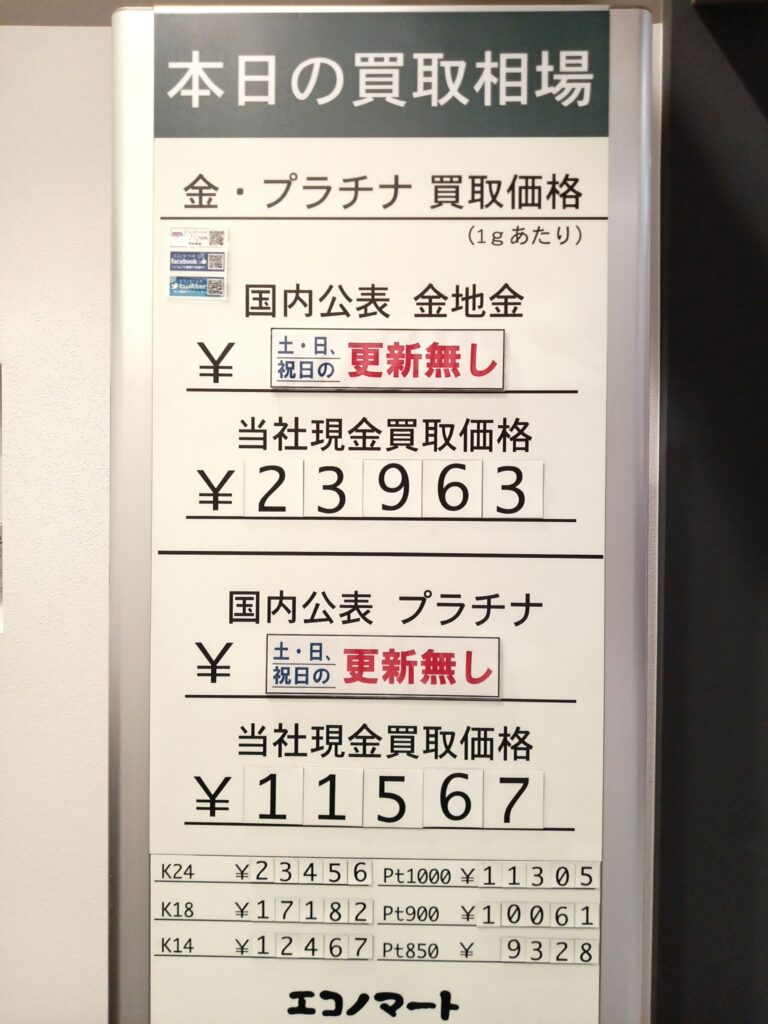 本日の買取相場
金・プラチナ 買取価格
(1gあたり)
facebook
twitter
国内公表 金地金
¥ 土・日、祝日の 更新無し
当社現金買取価格
¥23963
国内公表 プラチナ
¥ 土・日、祝日の 更新無し
当社現金買取価格
¥11567
K24 ¥23456 Pt1000 ¥11305
K18 ¥17182 Pt900 ¥10061
K14 ¥12467 Pt850 ¥ 9328
エコノマート